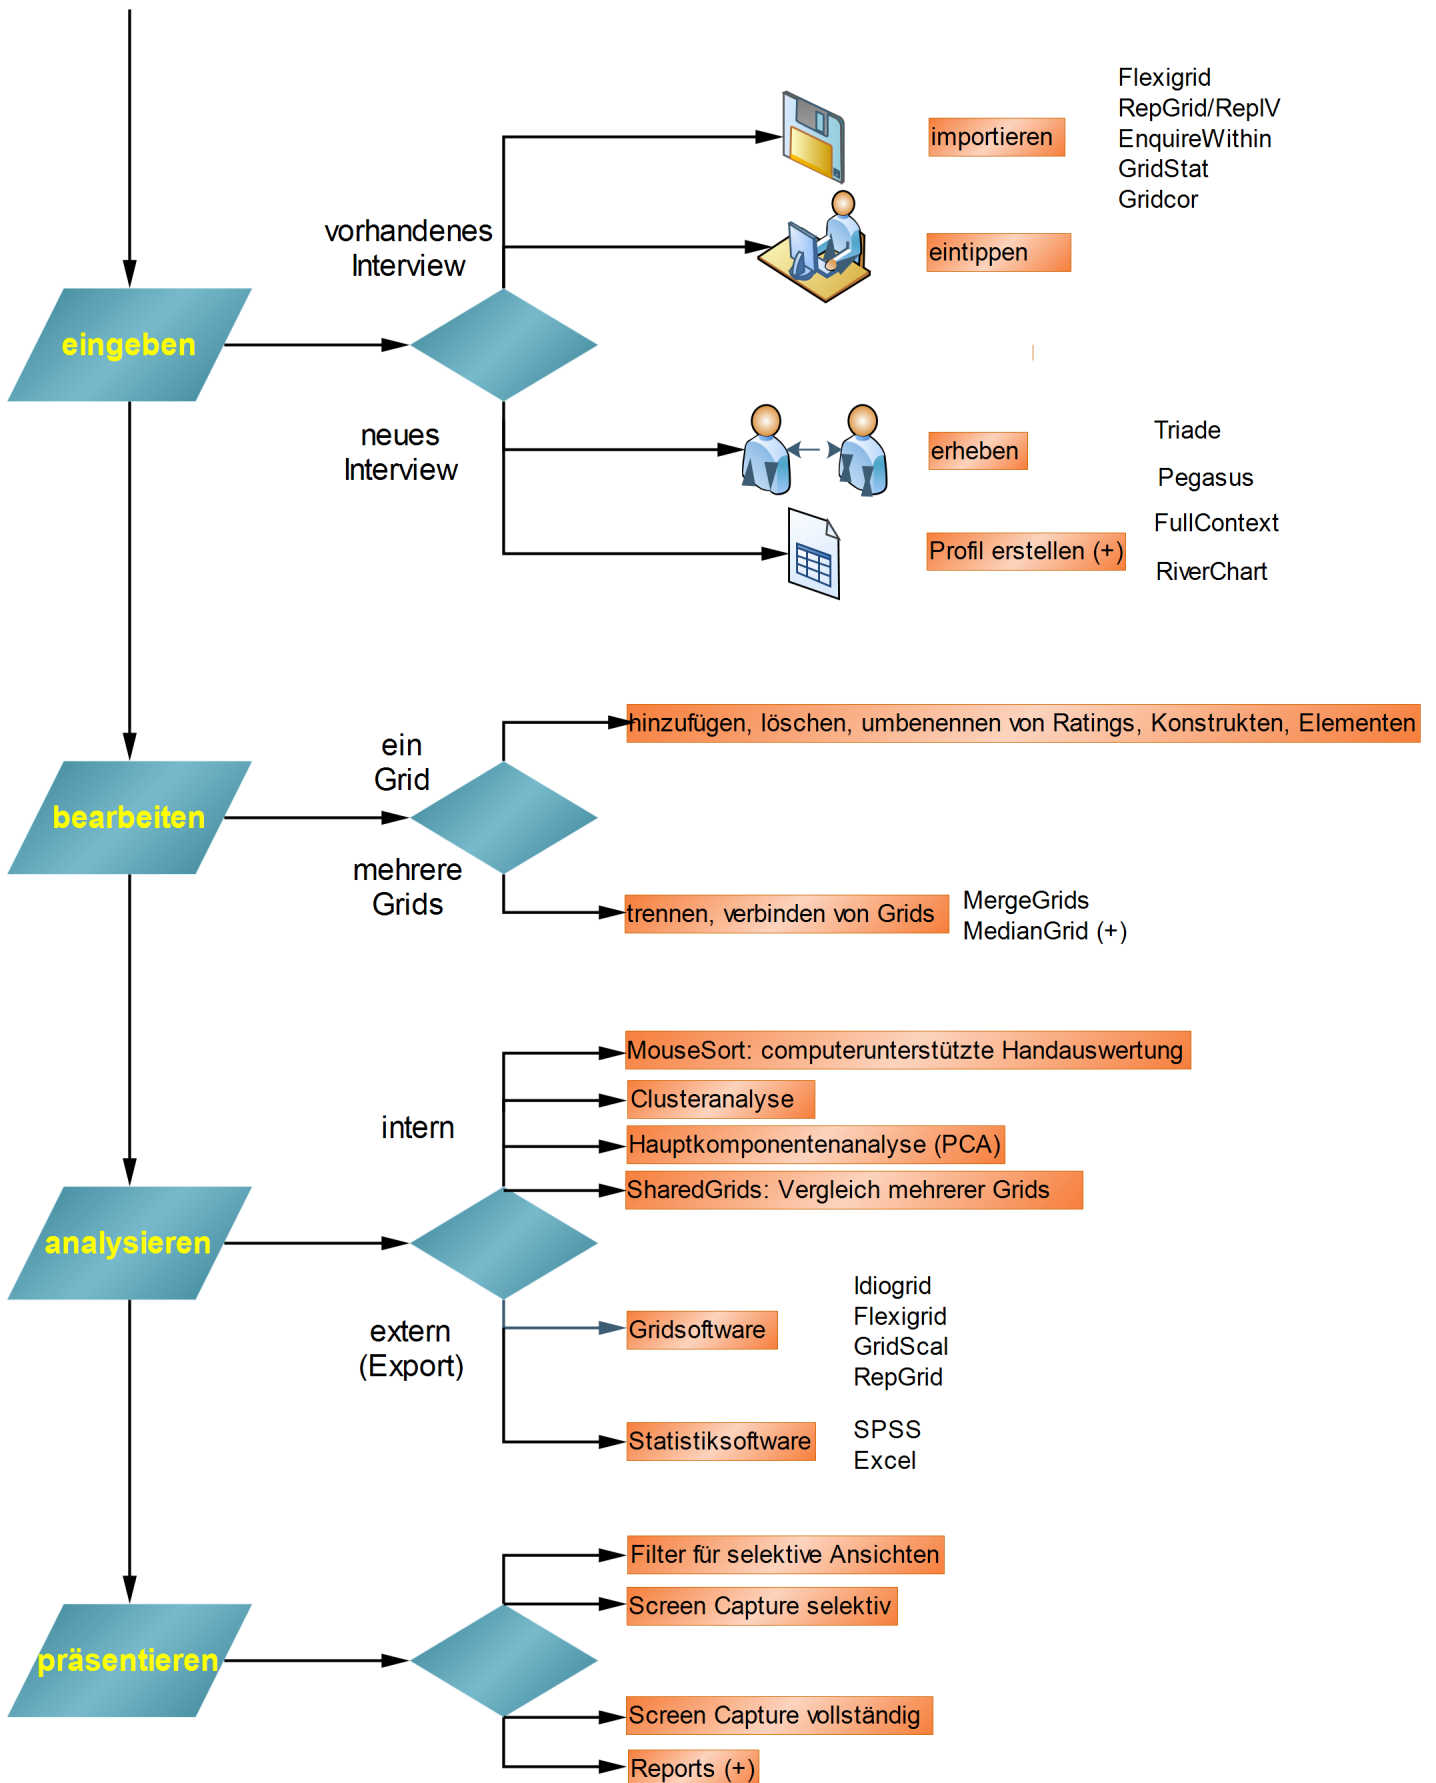 Flexigrid
RepGrid/RepIV
importieren
EnquireWithin
GridStat
Gridcor
vorhandenes
Interview
eintippen
eingeben
neues
Interview
erheben
Triade
Pegasus
FullContext
Profil erstellen (+)
RiverChart
hinzufügen, löschen, umbenennen von Ratings, Konstrukten, Elementen
ein
Grid
bearbeiten
mehrere
Grids
trennen, verbinden von Grids
MergeGrids
MedianGrid (+)
MouseSort: computerunterstützte Handauswertung
Clusteranalyse
intern
Hauptkomponentenanalyse (PCA)
SharedGrids: Vergleich mehrerer Grids
analysieren
extern
(Export)
Gridsoftware
Idiogrid
Flexigrid
GridScal
RepGrid
Statistiksoftware
SPSS
Excel
Filter für selektive Ansichten
Screen Capture selektiv
präsentieren
Screen Capture vollständig
Reports (+)